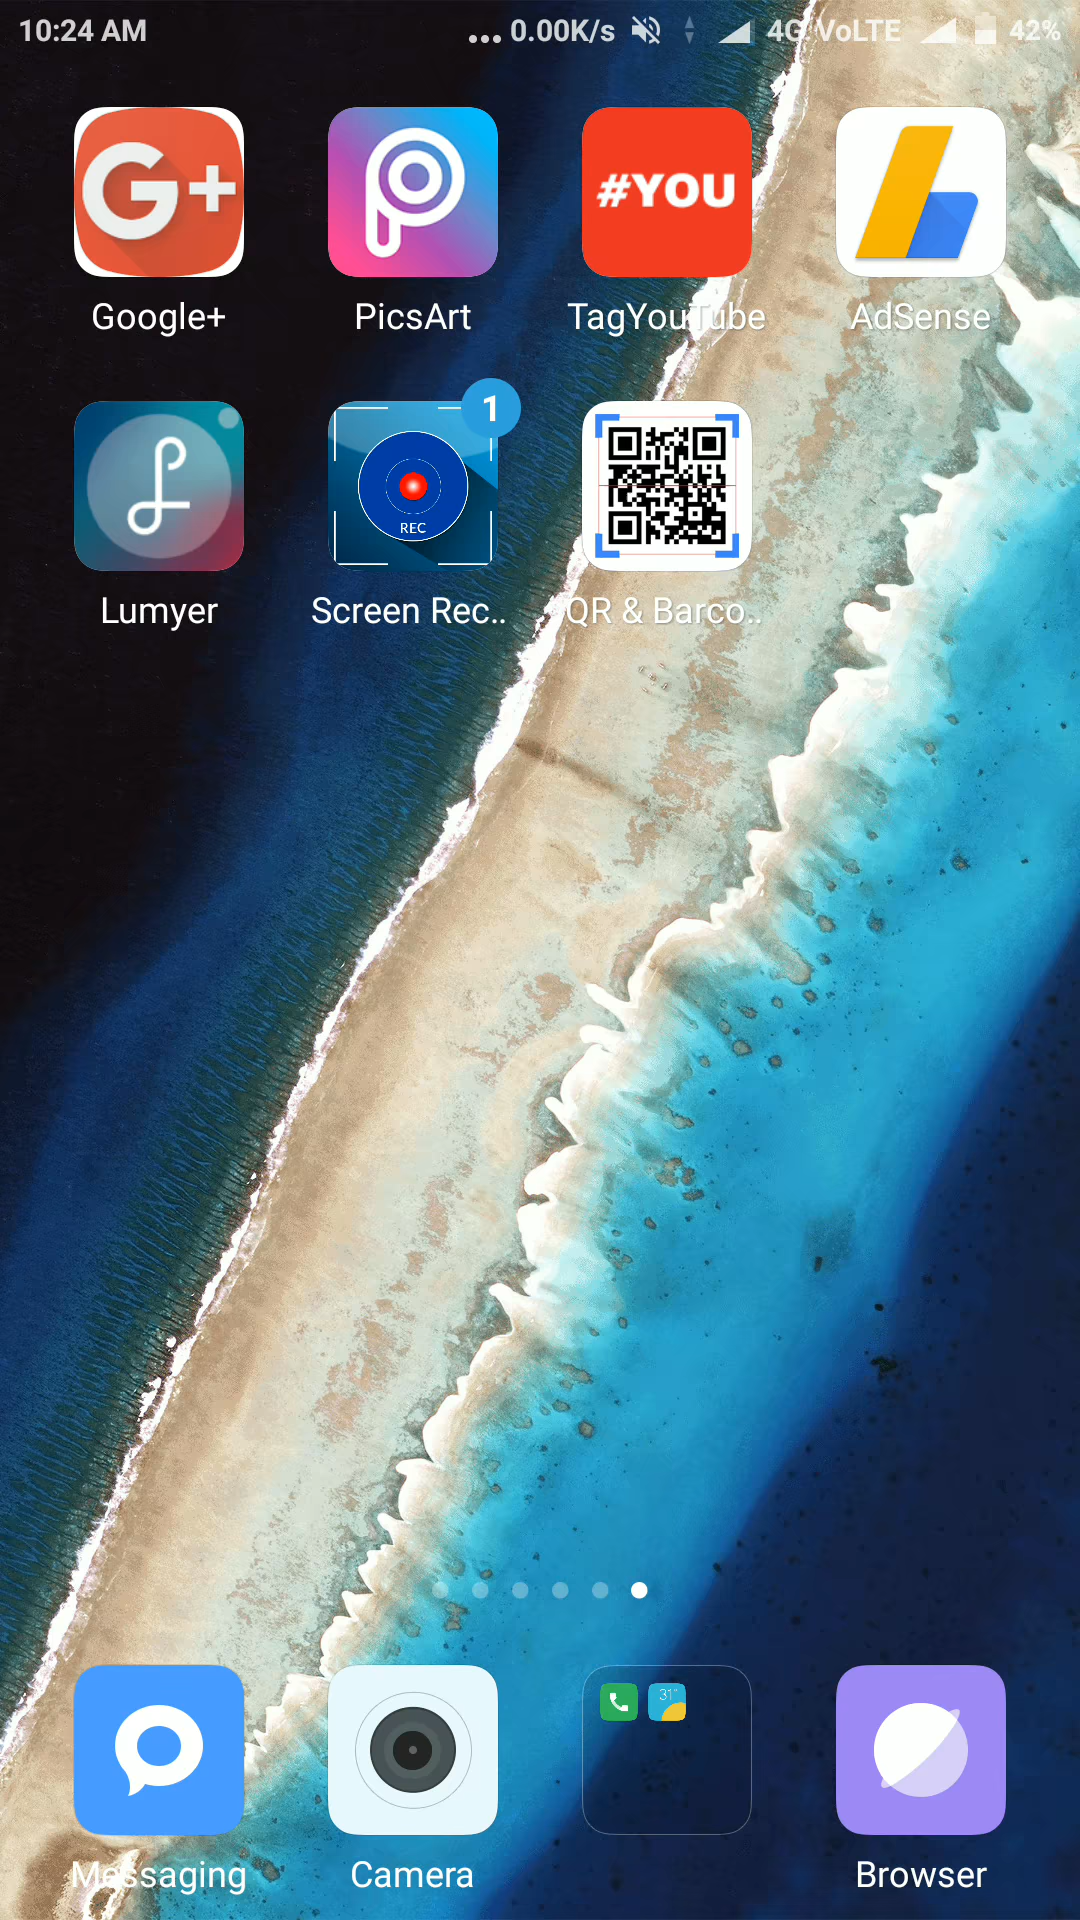 10:24 AM ... 0.00K/s 4G VoLTE 42%
G+ #YOU
Google+ PicsArt TagYouTube AdSense
1
REC
Lumyer Screen Rec.. QR & Barco..
31°
Messaging Camera Browser